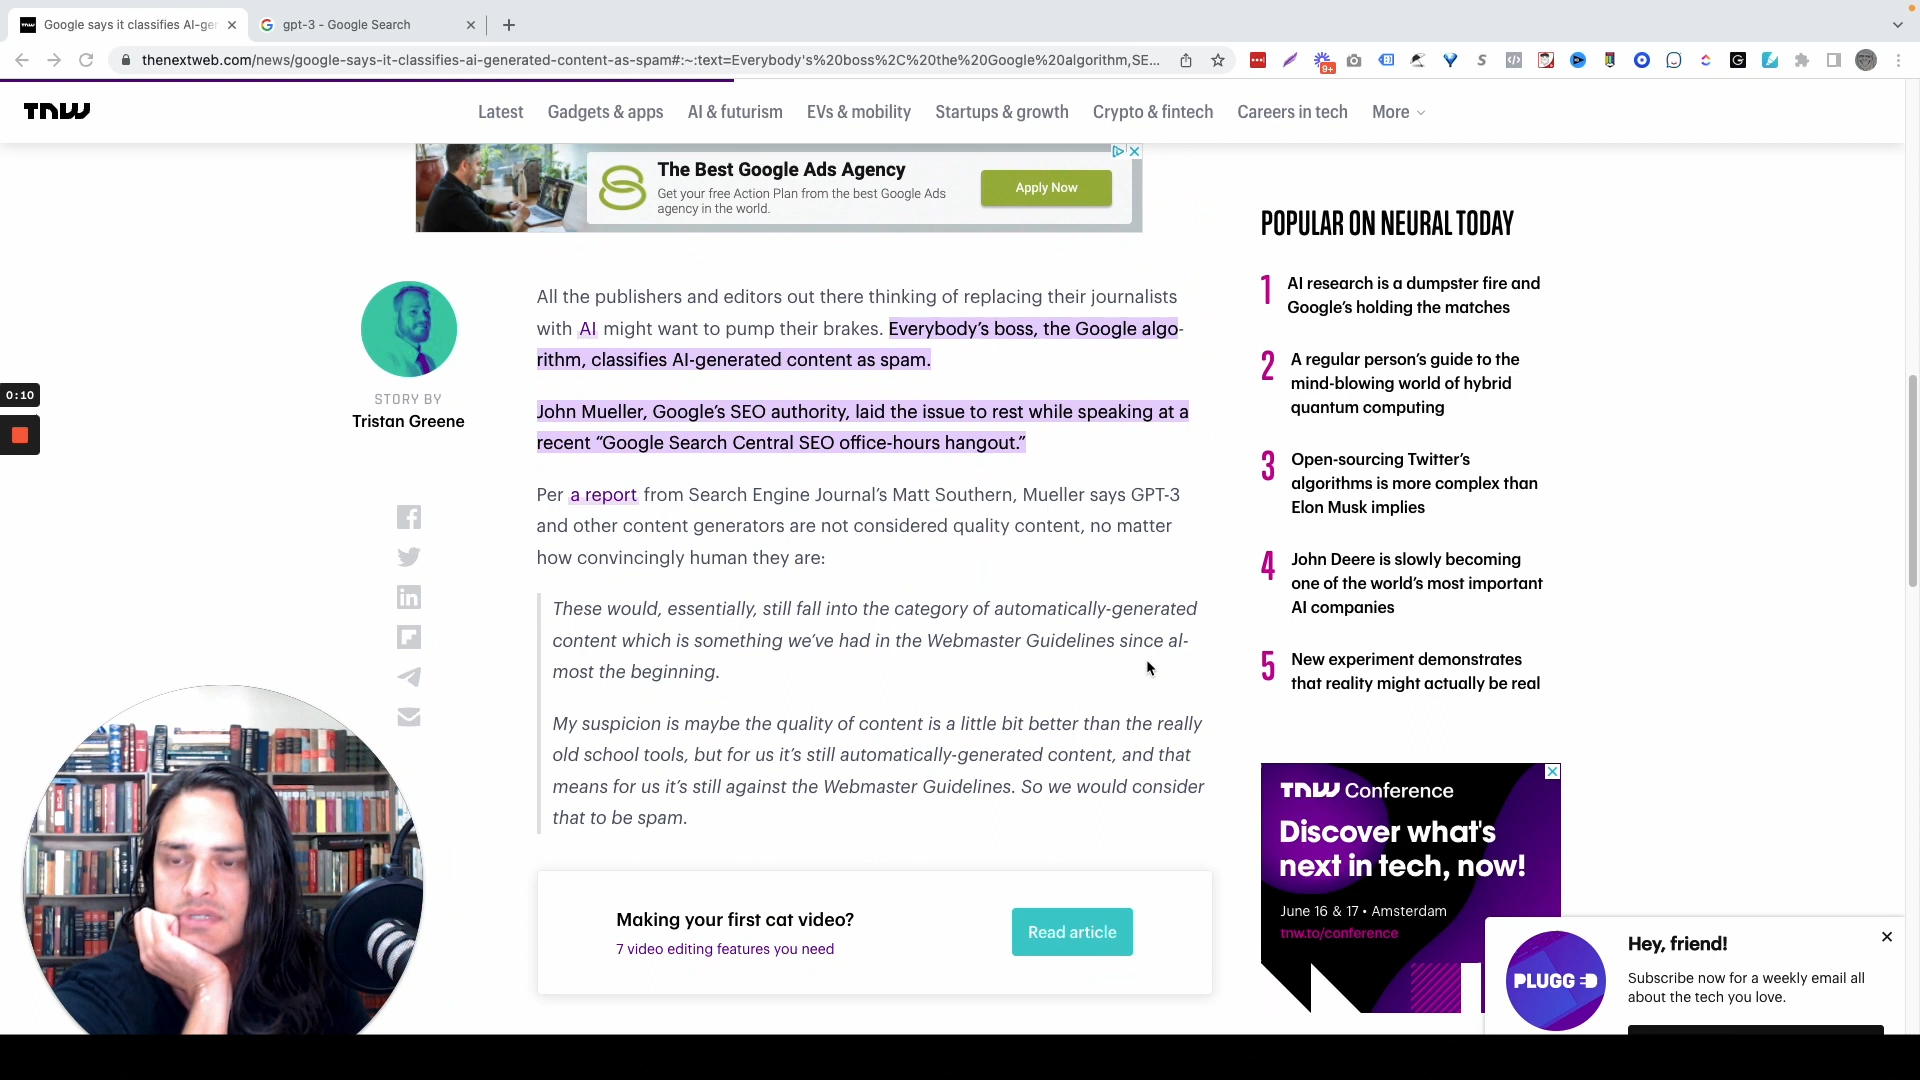 Google says it classifies AI-ge
gpt-3 - Google Search
thenextweb.com/news/google-says-it-classifies-ai-generated-content-as-spam#:~:text=Everybody's%20boss%2C%20the%20Google%20algorithm,SE...
9+
TNW
Latest
Gadgets & apps
AI & futurism
EVs & mobility
Startups & growth
Crypto & fintech
Careers in tech
More
The Best Google Ads Agency
Get your free Action Plan from the best Google Ads
agency in the world.
Apply Now
0:10
STORY BY
Tristan Greene
All the publishers and editors out there thinking of replacing their journalists
with AI might want to pump their brakes. Everybody’s boss, the Google algo-
rithm, classifies AI-generated content as spam.
John Mueller, Google’s SEO authority, laid the issue to rest while speaking at a
recent “Google Search Central SEO office-hours hangout.”
Per a report from Search Engine Journal’s Matt Southern, Mueller says GPT-3
and other content generators are not considered quality content, no matter
how convincingly human they are:
These would, essentially, still fall into the category of automatically-generated
content which is something we’ve had in the Webmaster Guidelines since al-
most the beginning.
My suspicion is maybe the quality of content is a little bit better than the really
old school tools, but for us it’s still automatically-generated content, and that
means for us it’s still against the Webmaster Guidelines. So we would consider
that to be spam.
Making your first cat video?
7 video editing features you need
Read article
POPULAR ON NEURAL TODAY
1
AI research is a dumpster fire and
Google’s holding the matches
2
A regular person’s guide to the
mind-blowing world of hybrid
quantum computing
3
Open-sourcing Twitter’s
algorithms is more complex than
Elon Musk implies
4
John Deere is slowly becoming
one of the world’s most important
AI companies
5
New experiment demonstrates
that reality might actually be real
TNW Conference
Discover what's
next in tech, now!
June 16 & 17 • Amsterdam
tnw.to/conference
PLUGG
Hey, friend!
Subscribe now for a weekly email all
about the tech you love.